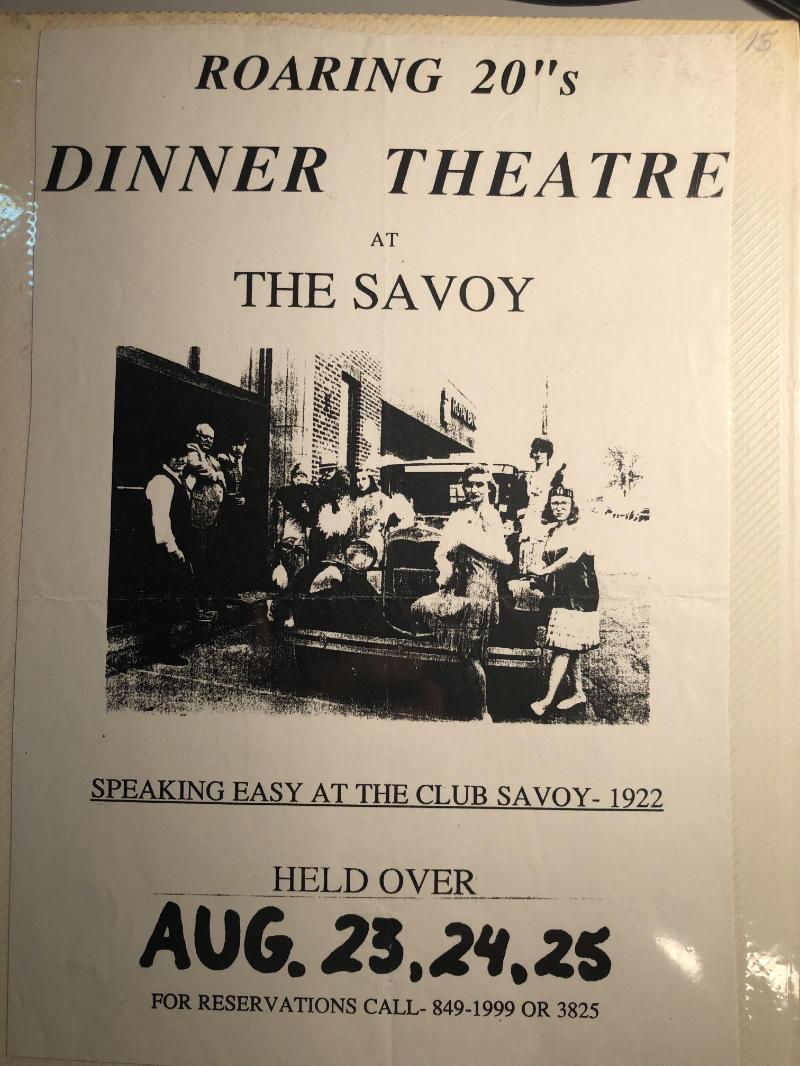 15
ROARING 20"s
DINNER THEATRE
AT
THE SAVOY
SPEAKING EASY AT THE CLUB SAVOY- 1922
HELD OVER
AUG. 23, 24, 25
FOR RESERVATIONS CALL- 849-1999 OR 3825